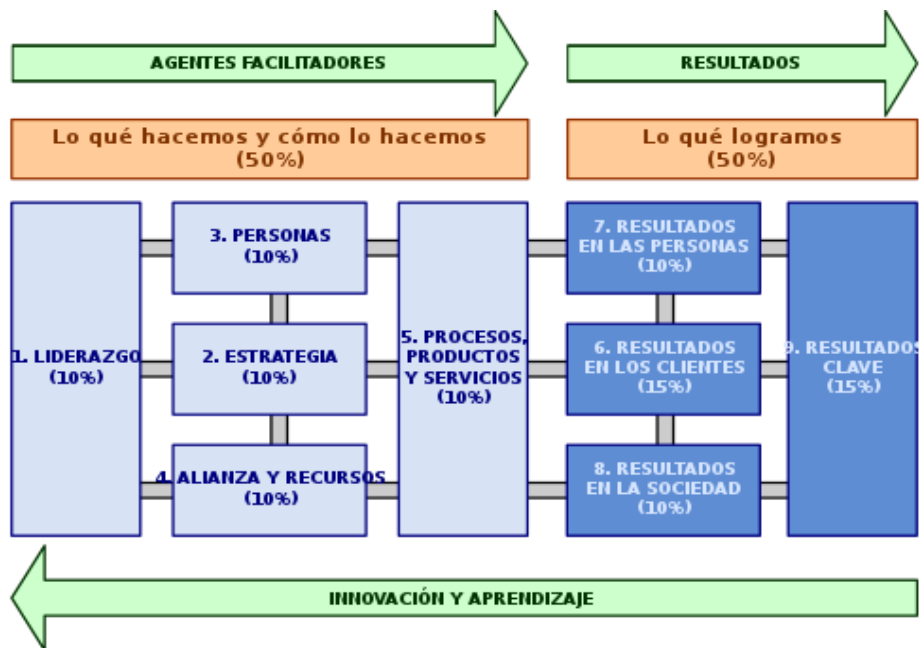 AGENTES FACILITADORES
RESULTADOS
Lo qué hacemos y cómo lo hacemos
(50%)
Lo qué logramos
(50%)
1. LIDERAZGO
(10%)
3. PERSONAS
(10%)
2. ESTRATEGIA
(10%)
4. ALIANZA Y RECURSOS
(10%)
5. PROCESOS,
PRODUCTOS
Y SERVICIOS
(10%)
7. RESULTADOS
EN LAS PERSONAS
(10%)
6. RESULTADOS
EN LOS CLIENTES
(15%)
8. RESULTADOS
EN LA SOCIEDAD
(10%)
9. RESULTADOS
CLAVE
(15%)
INNOVACIÓN Y APRENDIZAJE